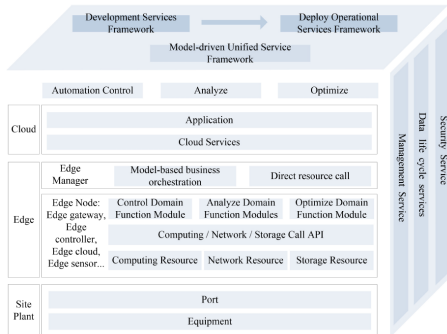 Development Services
Framework
Deploy Operational
Services Framework
Model-driven Unified Service
Framework
Automation Control
Analyze
Optimize
Cloud
Application
Cloud Services
Edge
Edge
Manager
Model-based business
orchestration
Direct resource call
Edge Node:
Edge gateway,
Edge
controller,
Edge cloud,
Edge sensor...
Control Domain
Function Module
Analyze Domain
Function Modules
Optimize Domain
Function Module
Computing / Network / Storage Call API
Computing Resource
Network Resource
Storage Resource
Site
Plant
Port
Equipment
Management Service
Data life cycle services
Security Service